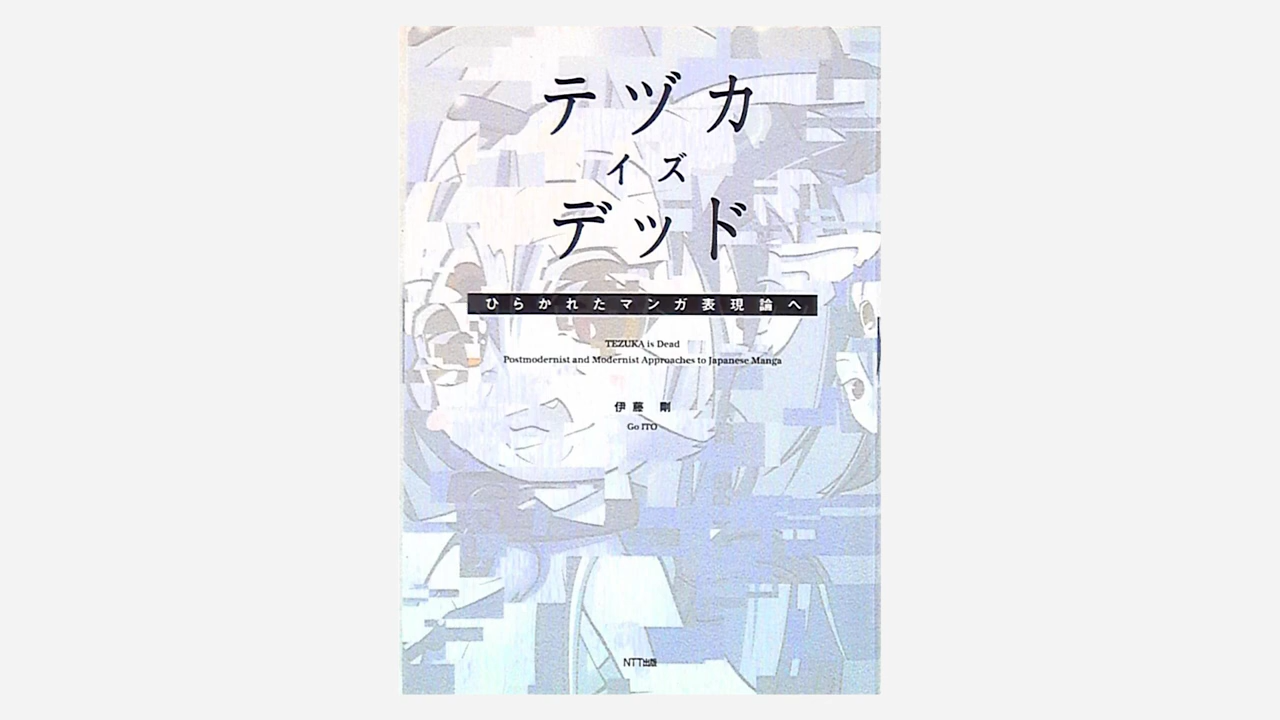 テヅカ
イズ
デッド
ひらかれたマンガ表現論へ
TEZUKA is Dead
Postmodernist and Modernist Approaches to Japanese Manga
伊藤 剛
Go ITO
NTT出版